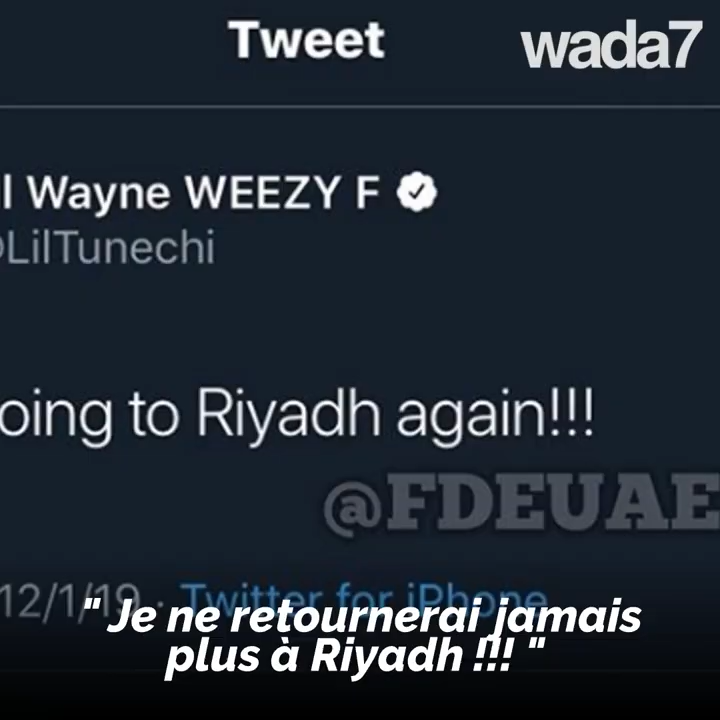 Tweet
wada7
l Wayne WEEZY F
@LilTunechi
oing to Riyadh again!!!
@FDEUAE
12/1/19 · Twitter for iPhone
" Je ne retournerai jamais
plus à Riyadh !!! "